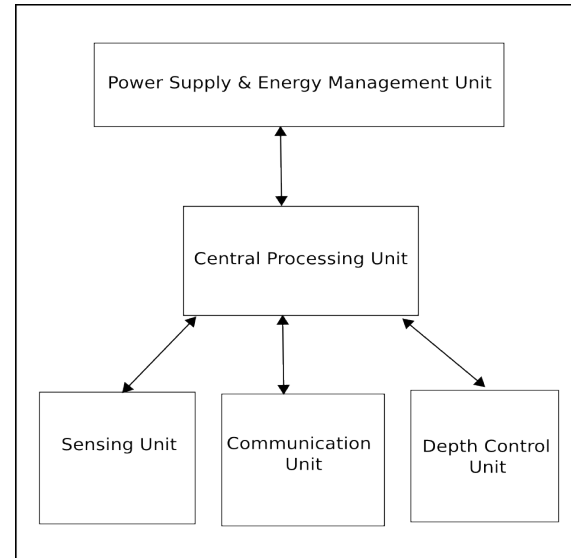 Power Supply & Energy Management Unit
Central Processing Unit
Sensing Unit
Communication
Unit
Depth Control
Unit